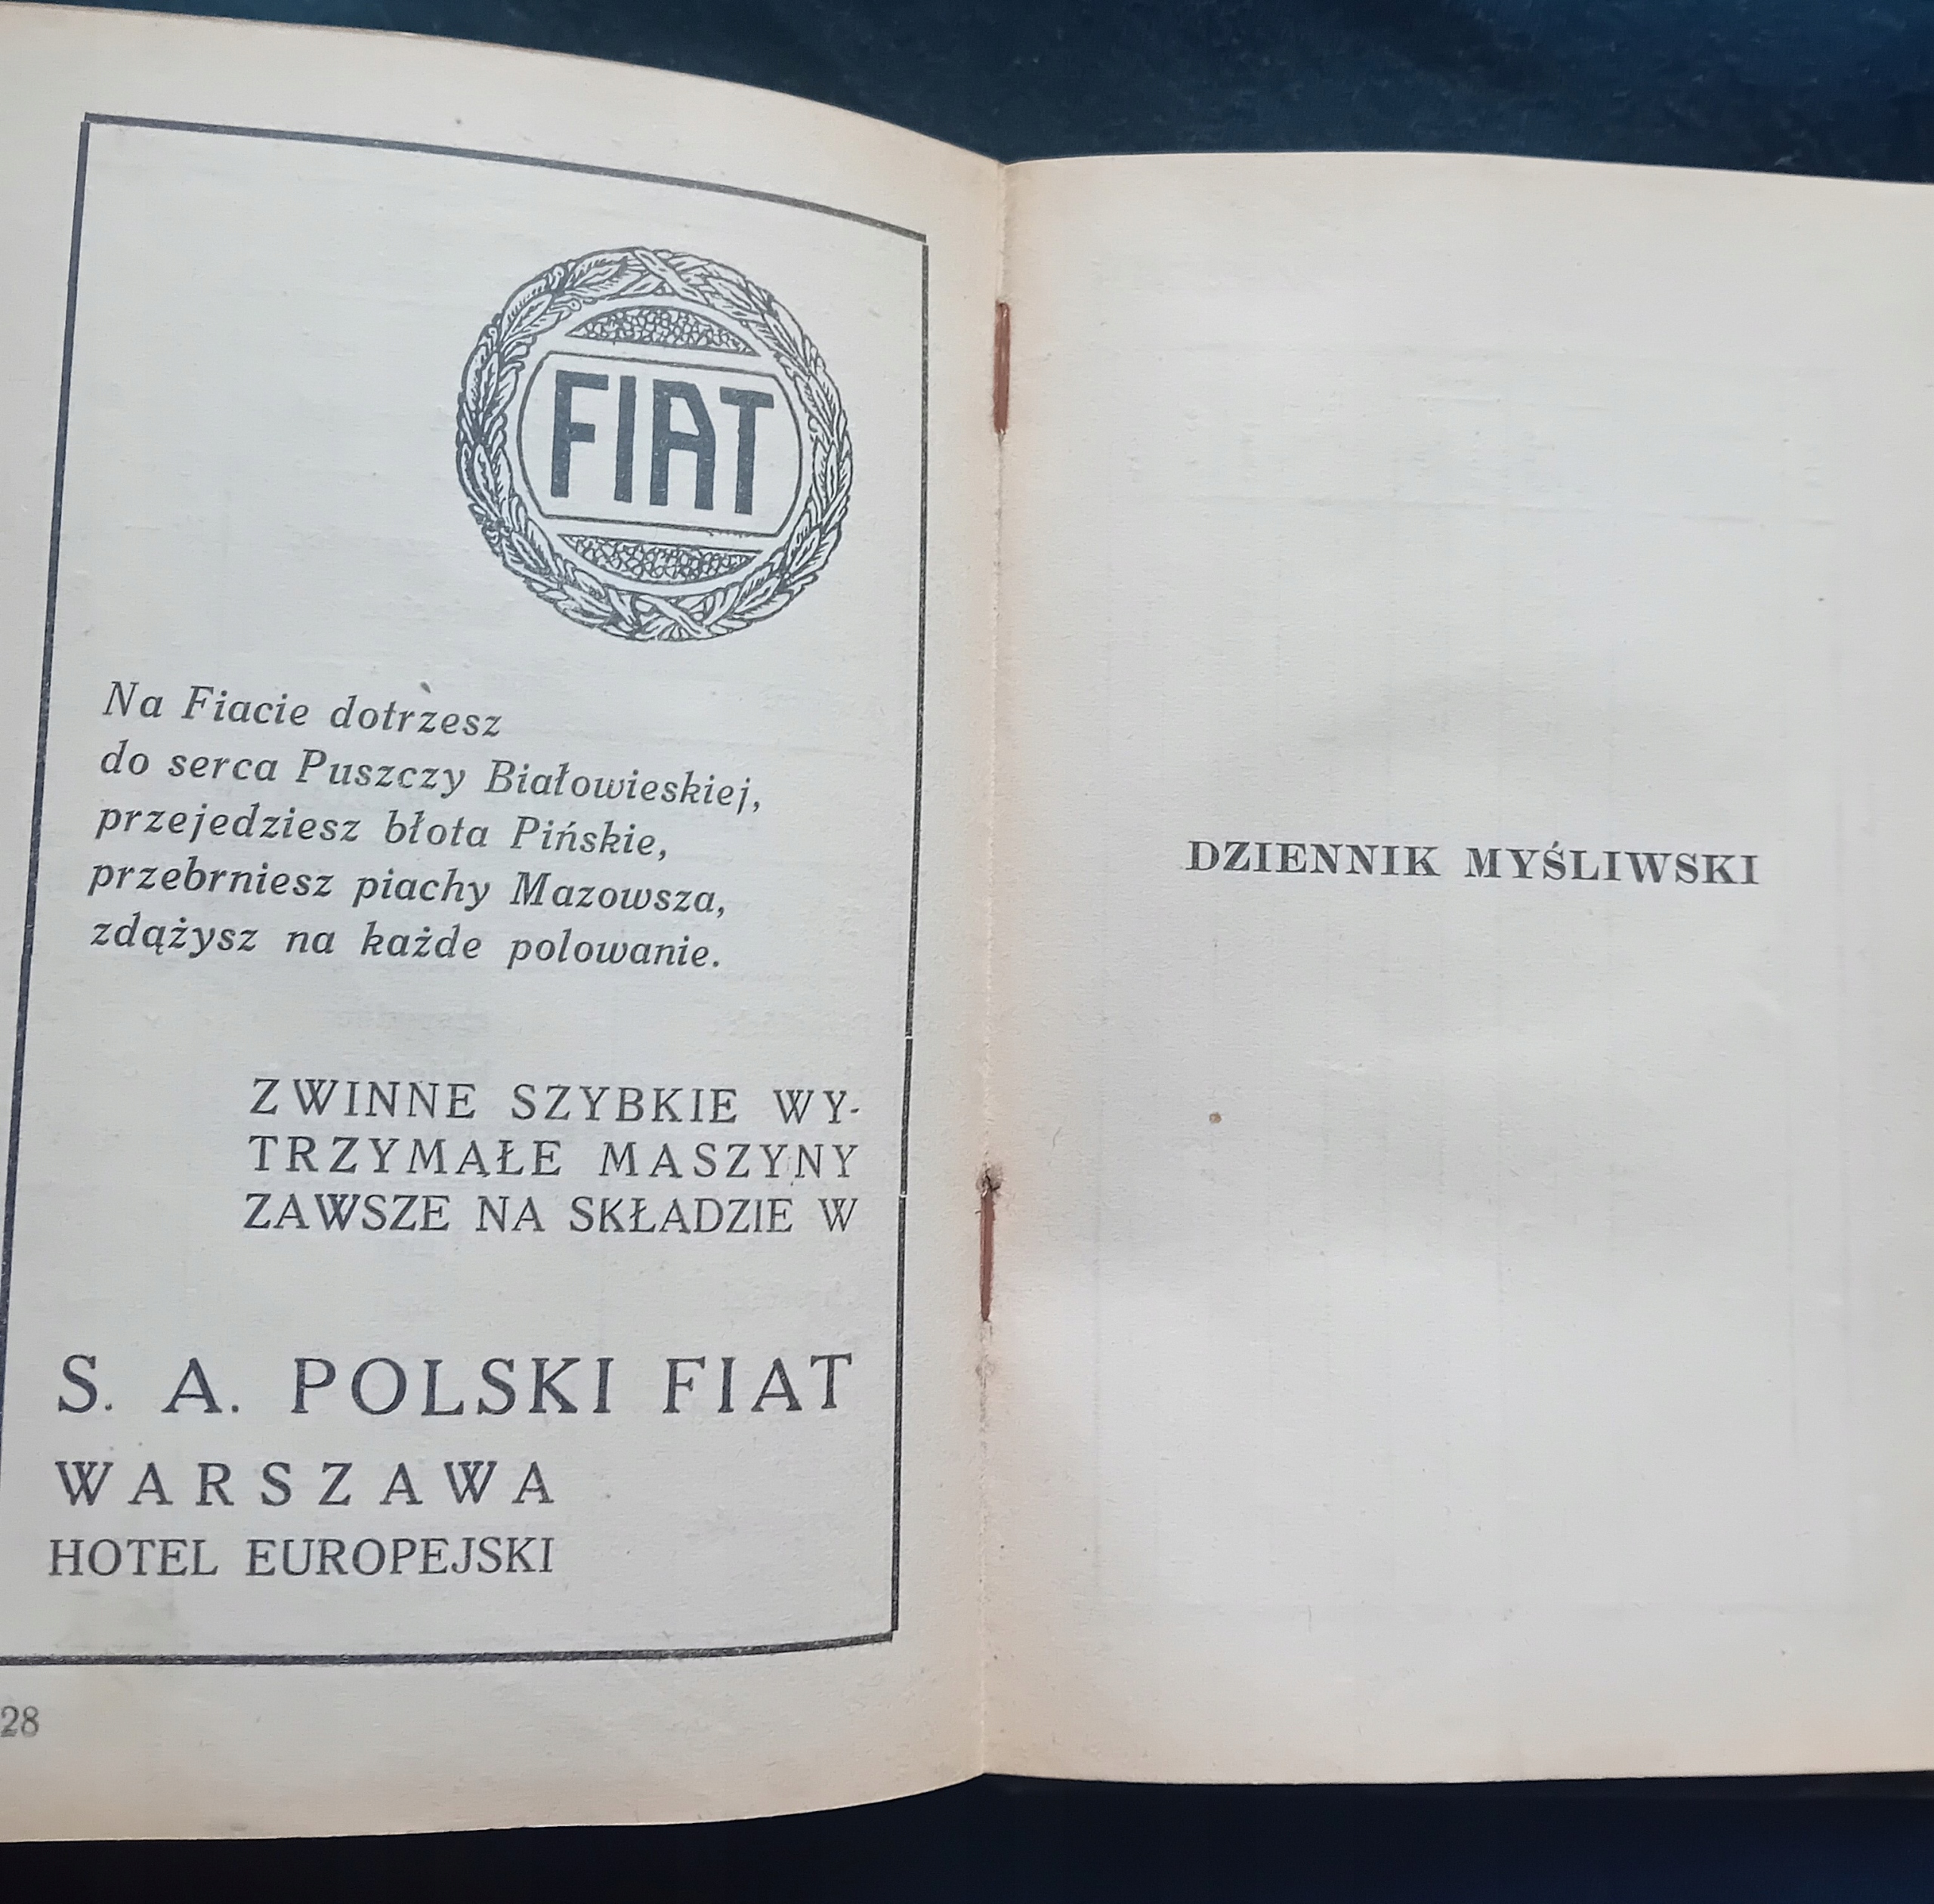 FIAT
Na Fiacie dotrzesz
do serca Puszczy Białowieskiej,
przejedziesz błota Pińskie,
przebrniesz piachy Mazowsza,
zdążysz na każde polowanie.
ZWINNE SZYBKIE WY-
TRZYMAŁE MASZYNY
ZAWSZE NA SKŁADZIE W
S. A. POLSKI FIAT
WARSZAWA
HOTEL EUROPEJSKI
28
DZIENNIK MYŚLIWSKI